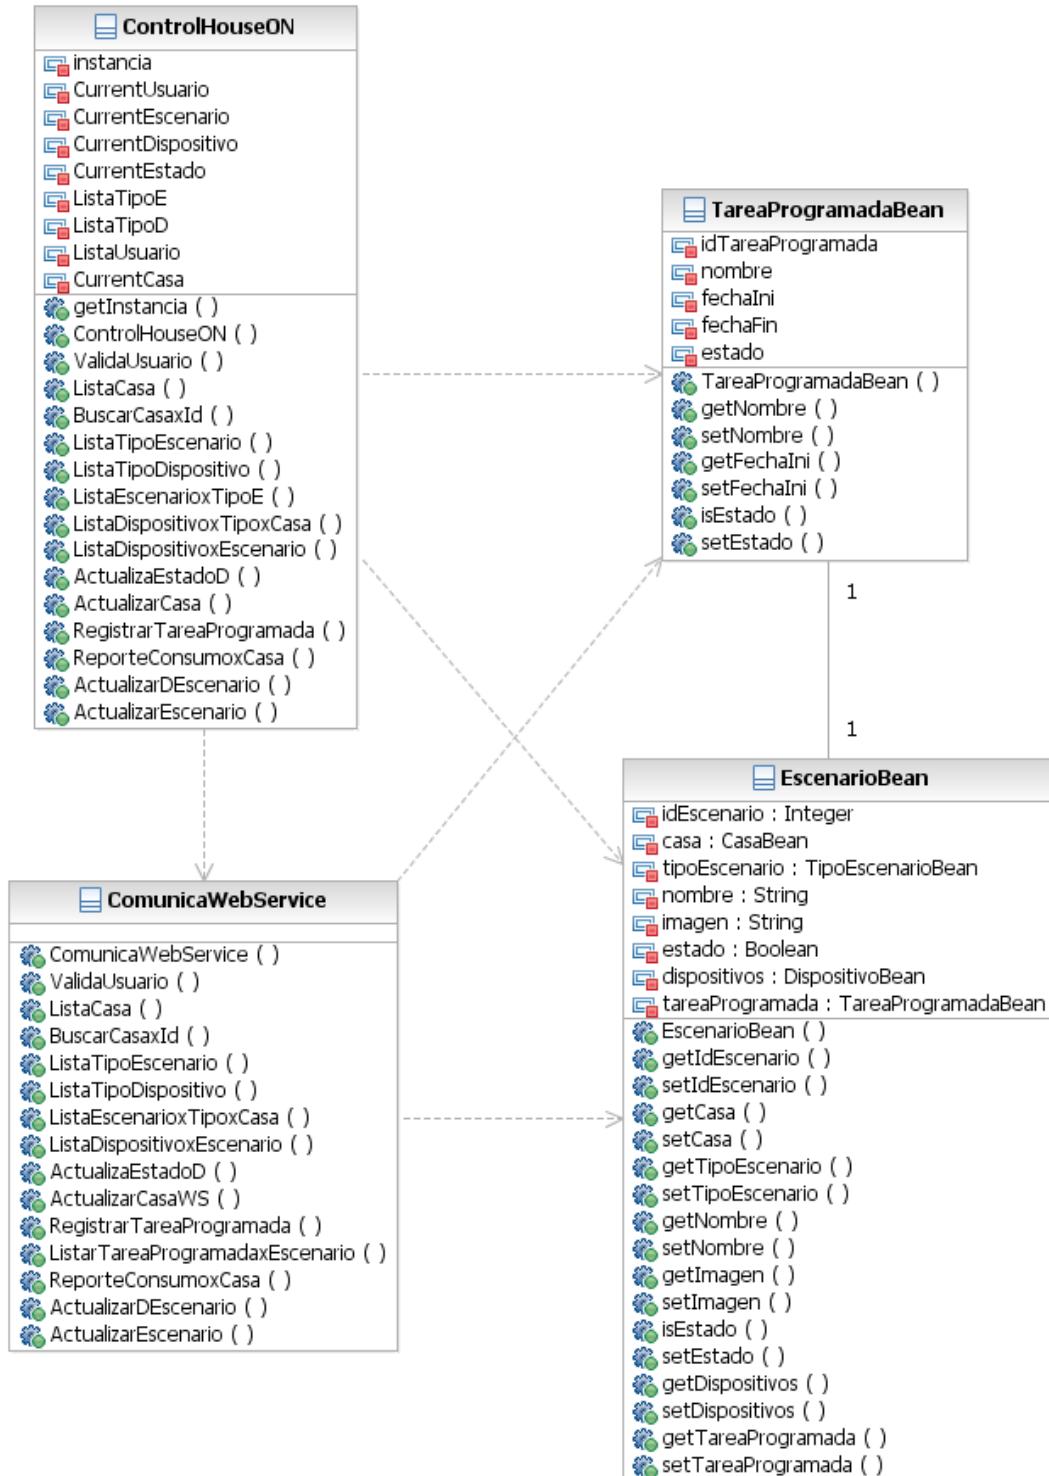 ControlHouseON
instancia
CurrentUsuario
CurrentEscenario
CurrentDispositivo
CurrentEstado
ListaTipoE
ListaTipoD
ListaUsuario
CurrentCasa
getInstancia ( )
ControlHouseON ( )
ValidaUsuario ( )
ListaCasa ( )
BuscarCasaxId ( )
ListaTipoEscenario ( )
ListaTipoDispositivo ( )
ListaEscenarioxTipoE ( )
ListaDispositivoxTipoxCasa ( )
ListaDispositivoxEscenario ( )
ActualizaEstadoD ( )
ActualizarCasa ( )
RegistrarTareaProgramada ( )
ReporteConsumoxCasa ( )
ActualizarDEscenario ( )
ActualizarEscenario ( )
TareaProgramadaBean
idTareaProgramada
nombre
fechaIni
fechaFin
estado
TareaProgramadaBean ( )
getNombre ( )
setNombre ( )
getFechaIni ( )
setFechaIni ( )
isEstado ( )
setEstado ( )
1
1
ComunicaWebService
ComunicaWebService ( )
ValidaUsuario ( )
ListaCasa ( )
BuscarCasaxId ( )
ListaTipoEscenario ( )
ListaTipoDispositivo ( )
ListaEscenarioxTipoxCasa ( )
ListaDispositivoxEscenario ( )
ActualizaEstadoD ( )
ActualizarCasaWS ( )
RegistrarTareaProgramada ( )
ListarTareaProgramadaxEscenario ( )
ReporteConsumoxCasa ( )
ActualizarDEscenario ( )
ActualizarEscenario ( )
EscenarioBean
idEscenario : Integer
casa : CasaBean
tipoEscenario : TipoEscenarioBean
nombre : String
imagen : String
estado : Boolean
dispositivos : DispositivoBean
tareaProgramada : TareaProgramadaBean
EscenarioBean ( )
getIdEscenario ( )
setIdEscenario ( )
getCasa ( )
setCasa ( )
getTipoEscenario ( )
setTipoEscenario ( )
getNombre ( )
setNombre ( )
getImagen ( )
setImagen ( )
isEstado ( )
setEstado ( )
getDispositivos ( )
setDispositivos ( )
getTareaProgramada ( )
setTareaProgramada ( )